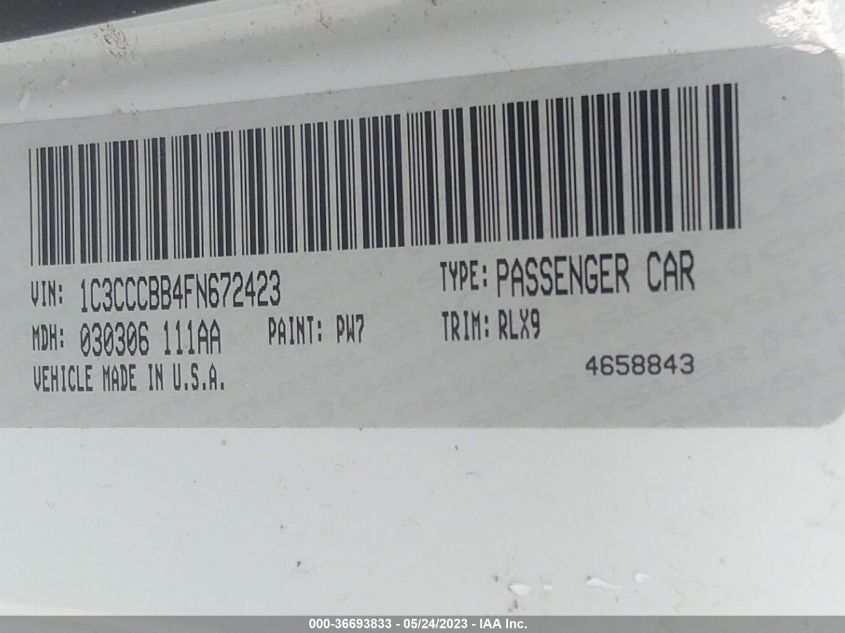 VIN: 1C3CCCBB4FN672423 TYPE: PASSENGER CAR
MDH: 030306 111AA PAINT: PW7 TRIM: RLX9
VEHICLE MADE IN U.S.A. 4658843
000-36693833 - 05/24/2023 - IAA Inc.